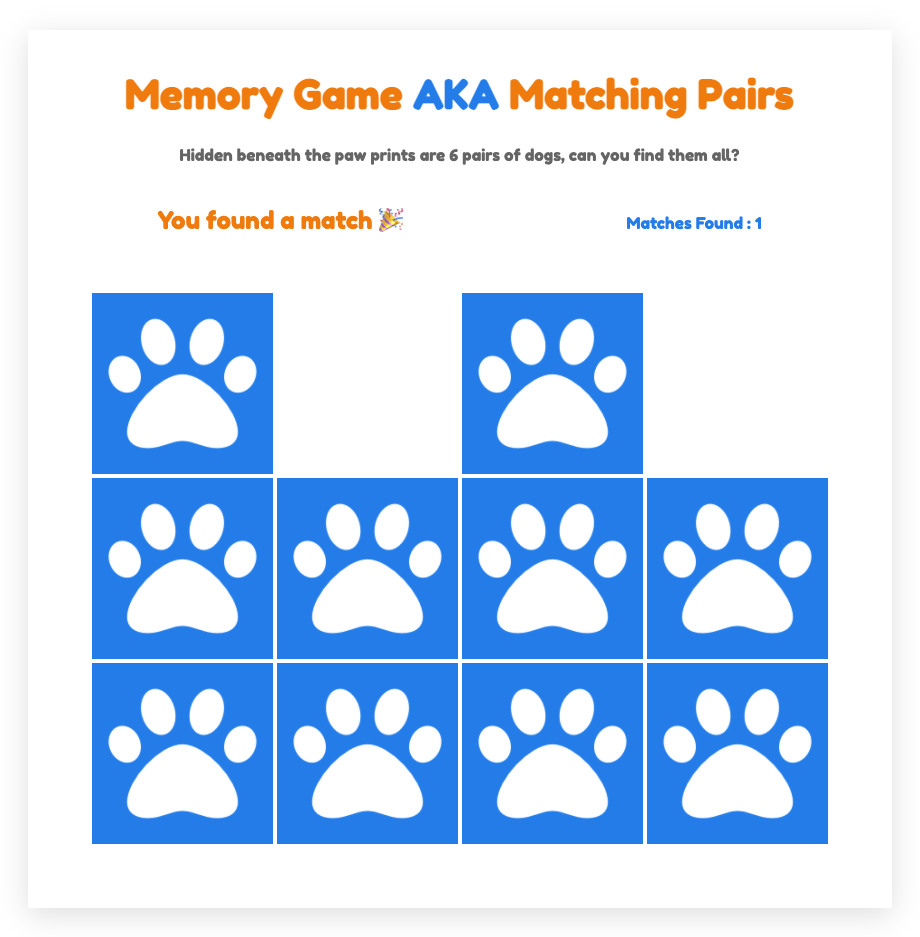 Memory Game AKA Matching Pairs
Hidden beneath the paw prints are 6 pairs of dogs, can you find them all?
You found a match 🎉
Matches Found : 1